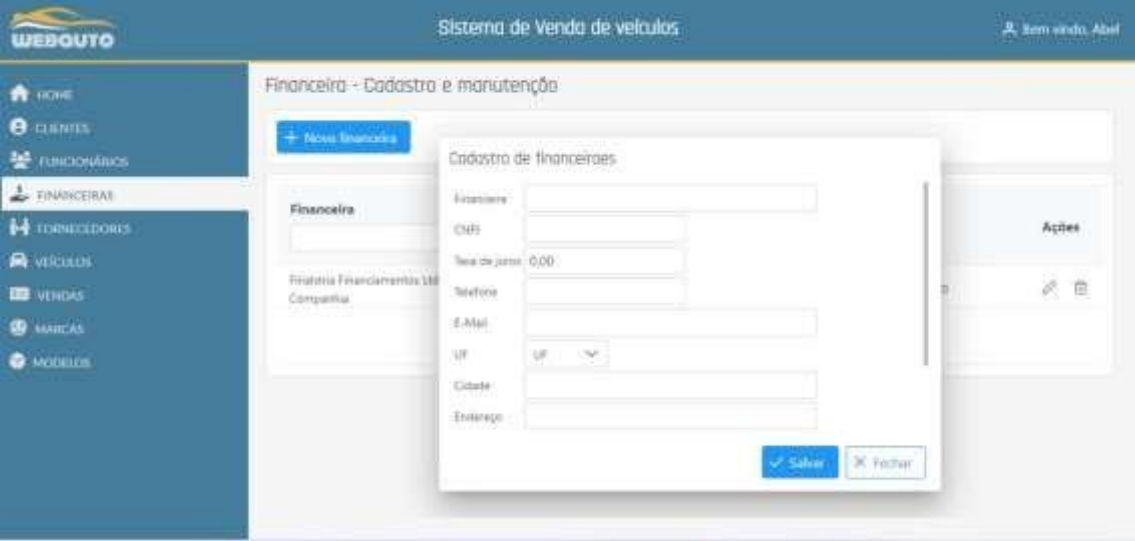 WEBAUTO
Sistema de Venda de veículos
Bem vindo, Abel
HOME
CLIENTES
FUNCIONÁRIOS
FINANCEIRAS
FORNECEDORES
VEÍCULOS
VENDAS
MARCAS
MODELOS
Financeira - Cadastro e manutenção
+ Nova financeira
Financeira
Ações
Financiamentos
Companhia
Cadastro de financeiraes
Financeira
CNPJ
Taxa de juros 0,00
Telefone
E-Mail
UF UF
Cidade
Endereço
Salvar
Fechar